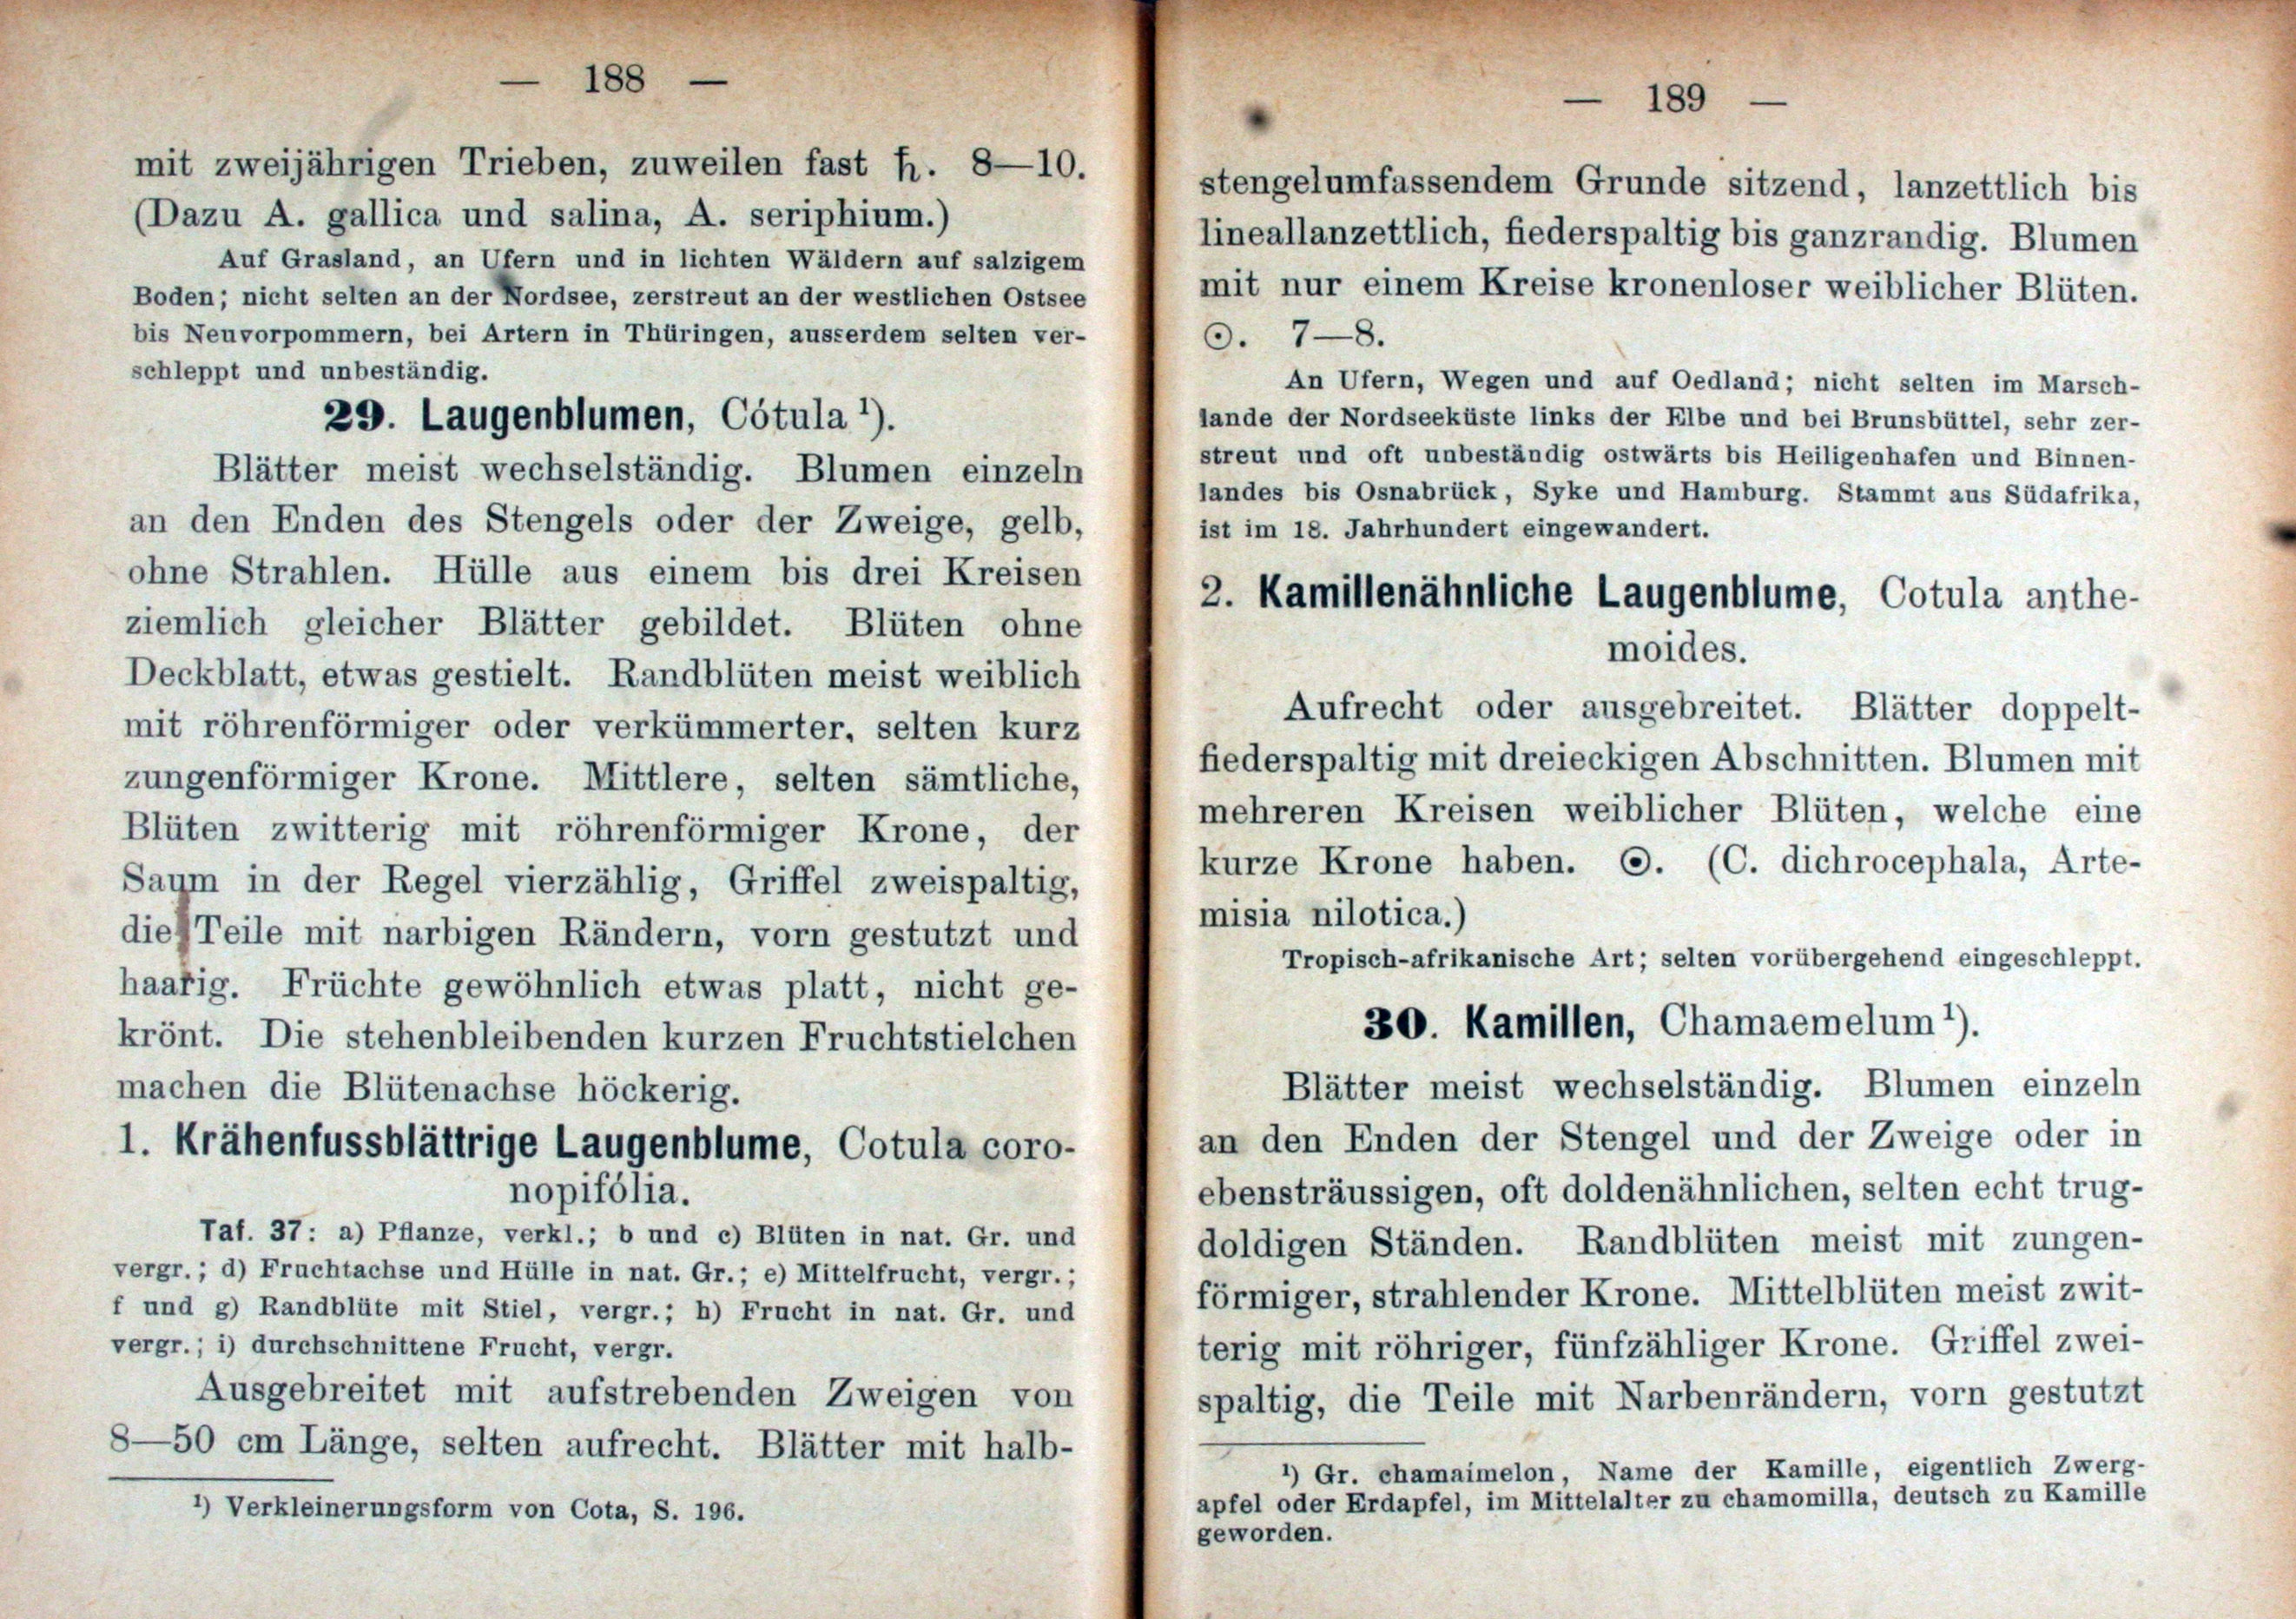 — 188 —
mit zweijährigen Trieben, zuweilen fast ♄. 8—10.
(Dazu A. gallica und salina, A. seriphium.)
Auf Grasland, an Ufern und in lichten Wäldern auf salzigem
Boden; nicht selten an der Nordsee, zerstreut an der westlichen Ostsee
bis Neuvorpommern, bei Artern in Thüringen, ausserdem selten ver-
schleppt und unbeständig.
29. Laugenblumen, Cótula ¹).
Blätter meist wechselständig. Blumen einzeln
an den Enden des Stengels oder der Zweige, gelb,
ohne Strahlen. Hülle aus einem bis drei Kreisen
ziemlich gleicher Blätter gebildet. Blüten ohne
Deckblatt, etwas gestielt. Randblüten meist weiblich
mit röhrenförmiger oder verkümmerter, selten kurz
zungenförmiger Krone. Mittlere, selten sämtliche,
Blüten zwitterig mit röhrenförmiger Krone, der
Saum in der Regel vierzählig, Griffel zweispaltig,
die Teile mit narbigen Rändern, vorn gestutzt und
haarig. Früchte gewöhnlich etwas platt, nicht ge-
krönt. Die stehenbleibenden kurzen Fruchtstielchen
machen die Blütenachse höckerig.
1. Krähenfussblättrige Laugenblume, Cotula coro-
nopifólia.
Taf. 37: a) Pflanze, verkl.; b und c) Blüten in nat. Gr. und
vergr.; d) Fruchtachse und Hülle in nat. Gr.; e) Mittelfrucht, vergr.;
f und g) Randblüte mit Stiel, vergr.; h) Frucht in nat. Gr. und
vergr.; i) durchschnittene Frucht, vergr.
Ausgebreitet mit aufstrebenden Zweigen von
8—50 cm Länge, selten aufrecht. Blätter mit halb-
¹) Verkleinerungsform von Cota, S. 196.
— 189 —
stengelumfassendem Grunde sitzend, lanzettlich bis
lineallanzettlich, fiederspaltig bis ganzrandig. Blumen
mit nur einem Kreise kronenloser weiblicher Blüten.
⊙. 7—8.
An Ufern, Wegen und auf Oedland; nicht selten im Marsch-
lande der Nordseeküste links der Elbe und bei Brunsbüttel, sehr zer-
streut und oft unbeständig ostwärts bis Heiligenhafen und Binnen-
landes bis Osnabrück, Syke und Hamburg. Stammt aus Südafrika,
ist im 18. Jahrhundert eingewandert.
2. Kamillenähnliche Laugenblume, Cotula anthe-
moides.
Aufrecht oder ausgebreitet. Blätter doppelt-
fiederspaltig mit dreieckigen Abschnitten. Blumen mit
mehreren Kreisen weiblicher Blüten, welche eine
kurze Krone haben. ⊙. (C. dichrocephala, Arte-
misia nilotica.)
Tropisch-afrikanische Art; selten vorübergehend eingeschleppt.
30. Kamillen, Chamaemelum ¹).
Blätter meist wechselständig. Blumen einzeln
an den Enden der Stengel und der Zweige oder in
ebensträussigen, oft doldenähnlichen, selten echt trug-
doldigen Ständen. Randblüten meist mit zungen-
förmiger, strahlender Krone. Mittelblüten meist zwit-
terig mit röhriger, fünfzähliger Krone. Griffel zwei-
spaltig, die Teile mit Narbenrändern, vorn gestutzt
¹) Gr. chamaimelon, Name der Kamille, eigentlich Zwerg-
apfel oder Erdapfel, im Mittelalter zu chamomilla, deutsch zu Kamille
geworden.